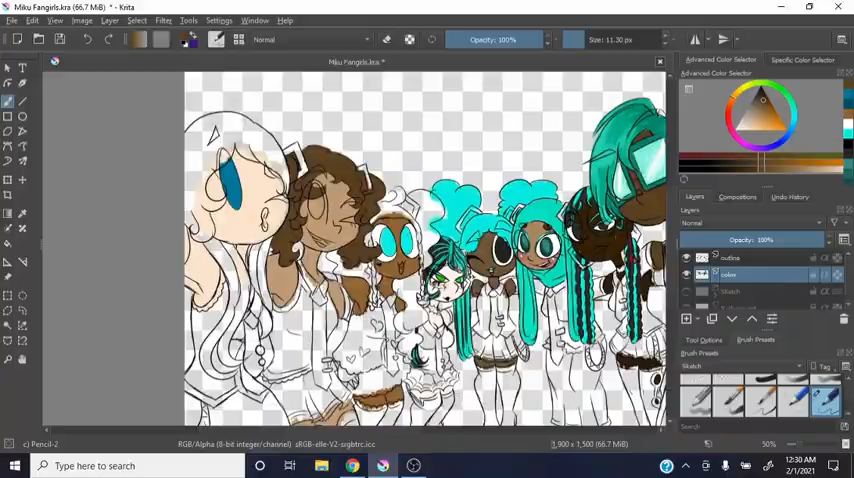 Miku Fangirls.kra (66.7 MiB) * - Krita
File Edit View Image Layer Select Filter Tools Settings Window Help
Normal Opacity: 100% Size: 11.30 px
Miku Fangirls.kra *
Advanced Color Selector Specific Color Selector
Advanced Color Selector
Layers Compositions Undo History
Layers
Normal
Opacity: 100%
outline
color
Sketch
Tool Options Brush Presets
Brush Presets
Sketch Tag
Search
c) Pencil-2 RGB/Alpha (8-bit integer/channel) sRGB-elle-V2-srgbtrc.icc 1,900 x 1,500 (66.7 MiB) 50%
Type here to search
12:30 AM
2/1/2021